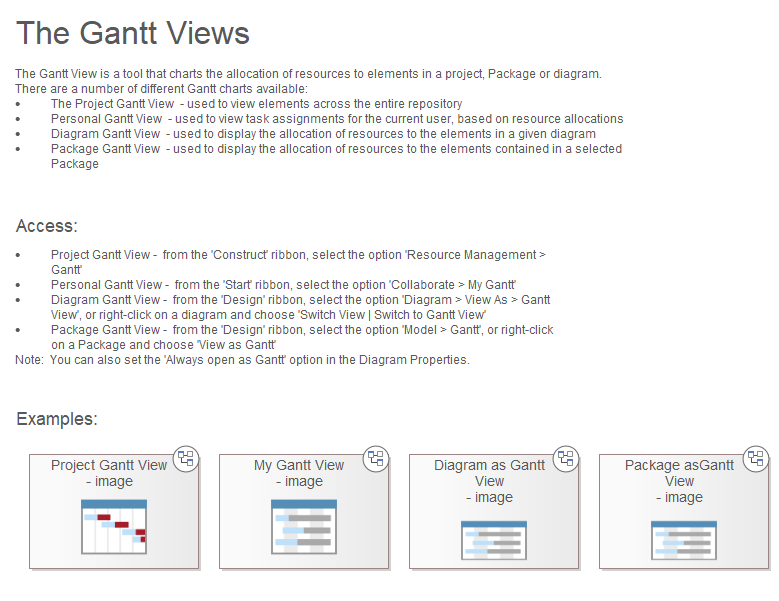 The Gantt Views
The Gantt View is a tool that charts the allocation of resources to elements in a project, Package or diagram.
There are a number of different Gantt charts available:
• The Project Gantt View - used to view elements across the entire repository
• Personal Gantt View - used to view task assignments for the current user, based on resource allocations
• Diagram Gantt View - used to display the allocation of resources to the elements in a given diagram
• Package Gantt View - used to display the allocation of resources to the elements contained in a selected
Package
Access:
• Project Gantt View - from the 'Construct' ribbon, select the option 'Resource Management >
Gantt'
• Personal Gantt View - from the 'Start' ribbon, select the option 'Collaborate > My Gantt'
• Diagram Gantt View - from the 'Design' ribbon, select the option 'Diagram > View As > Gantt
View', or right-click on a diagram and choose 'Switch View | Switch to Gantt View'
• Package Gantt View - from the 'Design' ribbon, select the option 'Model > Gantt', or right-click
on a Package and choose 'View as Gantt'
Note: You can also set the 'Always open as Gantt' option in the Diagram Properties.
Examples:
Project Gantt View
- image
My Gantt View
- image
Diagram as Gantt
View
- image
Package asGantt
View
- image